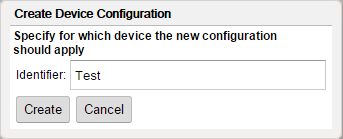 Create Device Configuration
Specify for which device the new configuration
should apply
Identifier: Test
Create Cancel